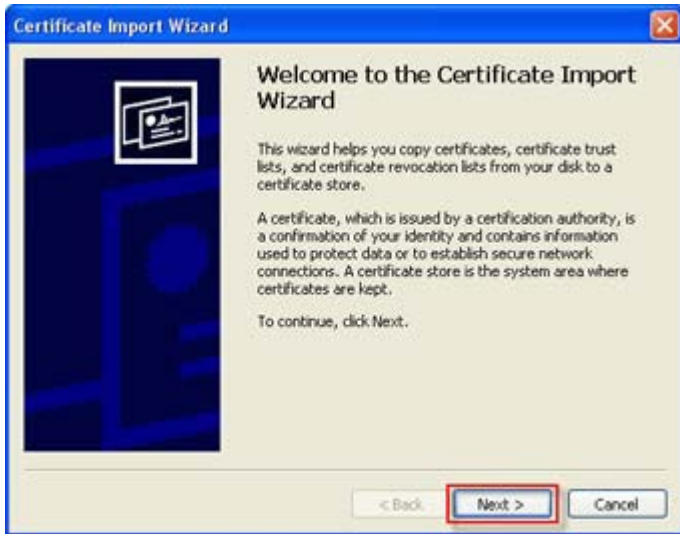 Certificate Import Wizard
Welcome to the Certificate Import
Wizard
This wizard helps you copy certificates, certificate trust
lists, and certificate revocation lists from your disk to a
certificate store.
A certificate, which is issued by a certification authority, is
a confirmation of your identity and contains information
used to protect data or to establish secure network
connections. A certificate store is the system area where
certificates are kept.
To continue, click Next.
< Back Next > Cancel